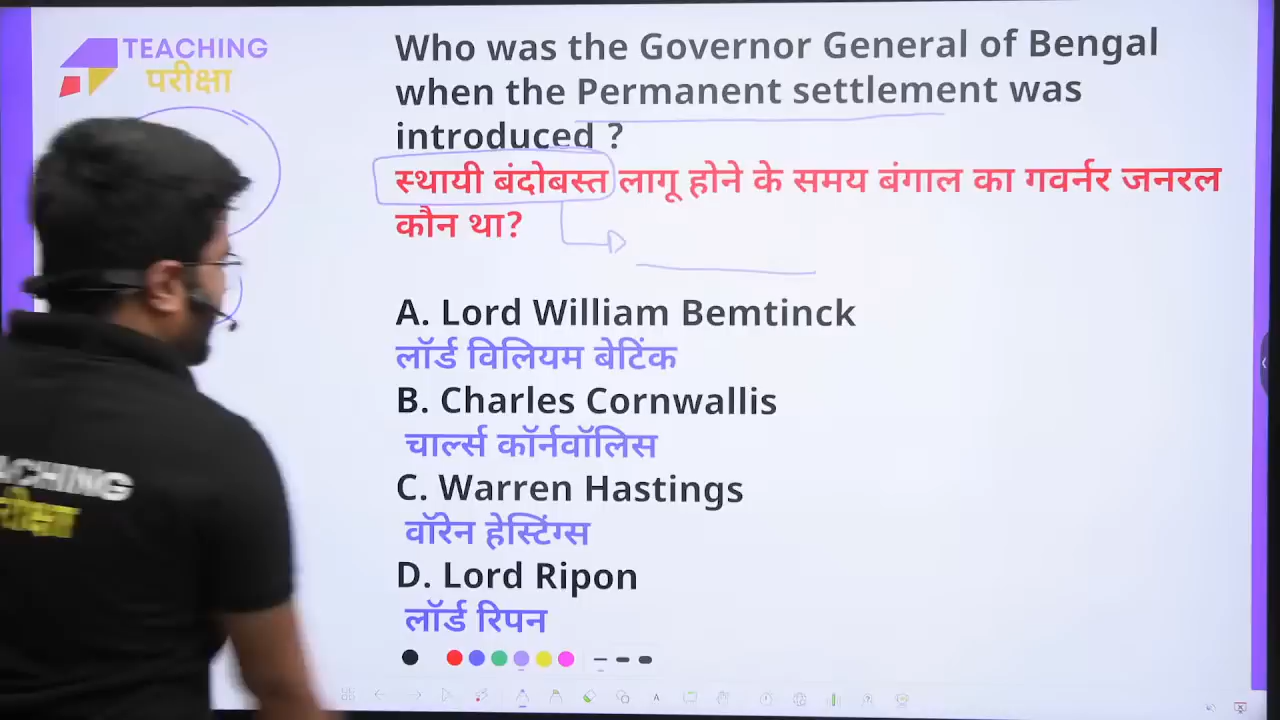 TEACHING
परीक्षा
Who was the Governor General of Bengal
when the Permanent settlement was
introduced ?
स्थायी बंदोबस्त लागू होने के समय बंगाल का गवर्नर जनरल
कौन था?
A. Lord William Bemtinck
लॉर्ड विलियम बेटिंक
B. Charles Cornwallis
चार्ल्स कॉर्नवॉलिस
C. Warren Hastings
वॉरेन हेस्टिंग्स
D. Lord Ripon
लॉर्ड रिपन
ACHING
रीक्षा